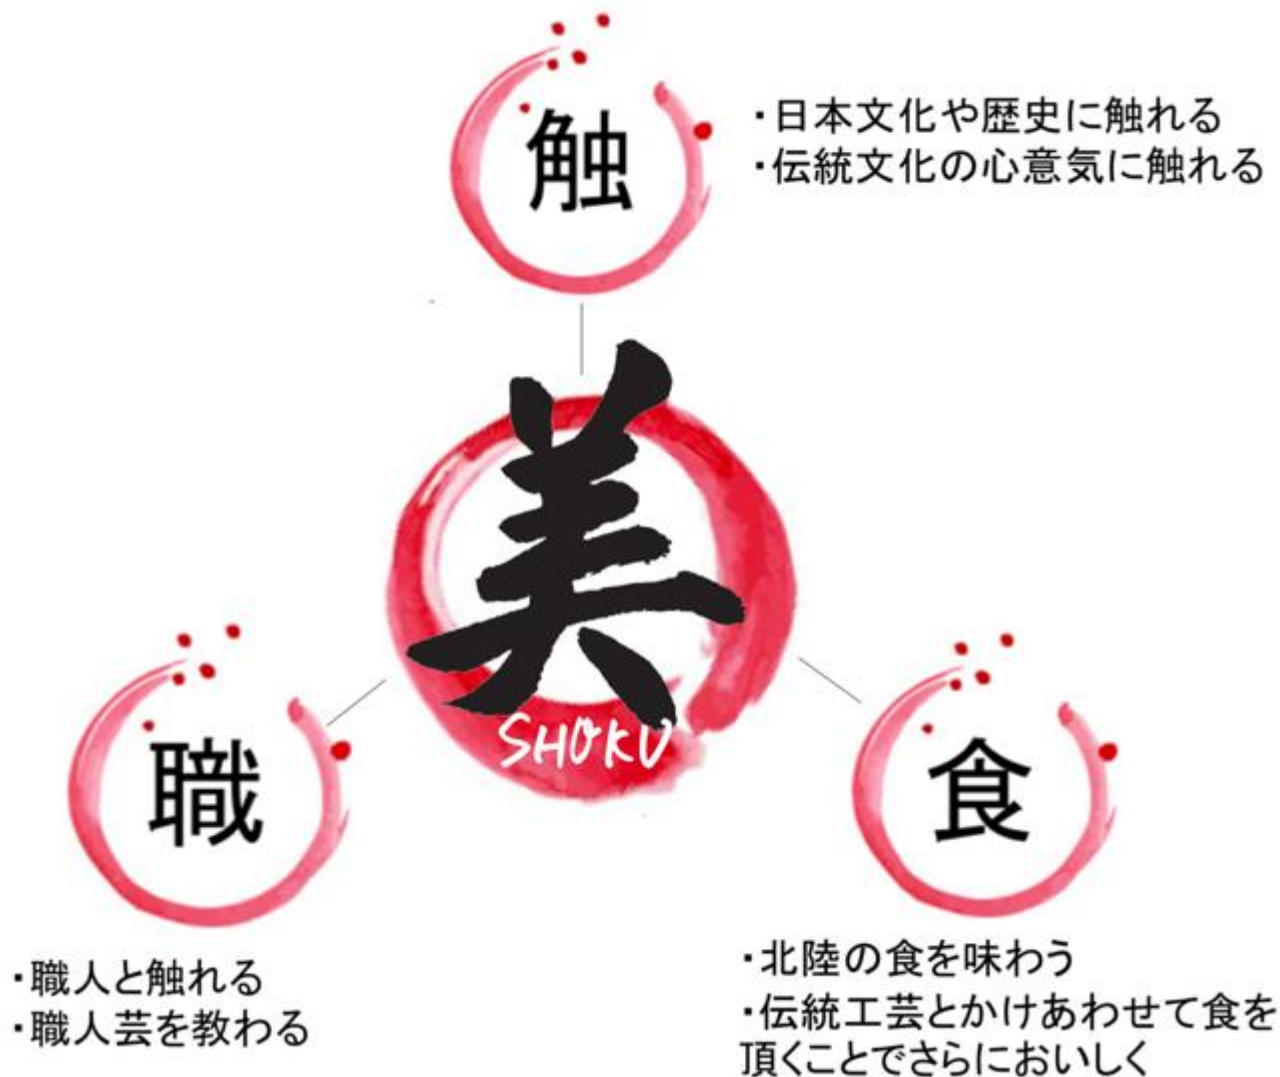 触
・日本文化や歴史に触れる
・伝統文化の心意気に触れる
美
SHOKU
職
・職人と触れる
・職人芸を教わる
食
・北陸の食を味わう
・伝統工芸とかけあわせて食を
頂くことでさらにおいしく